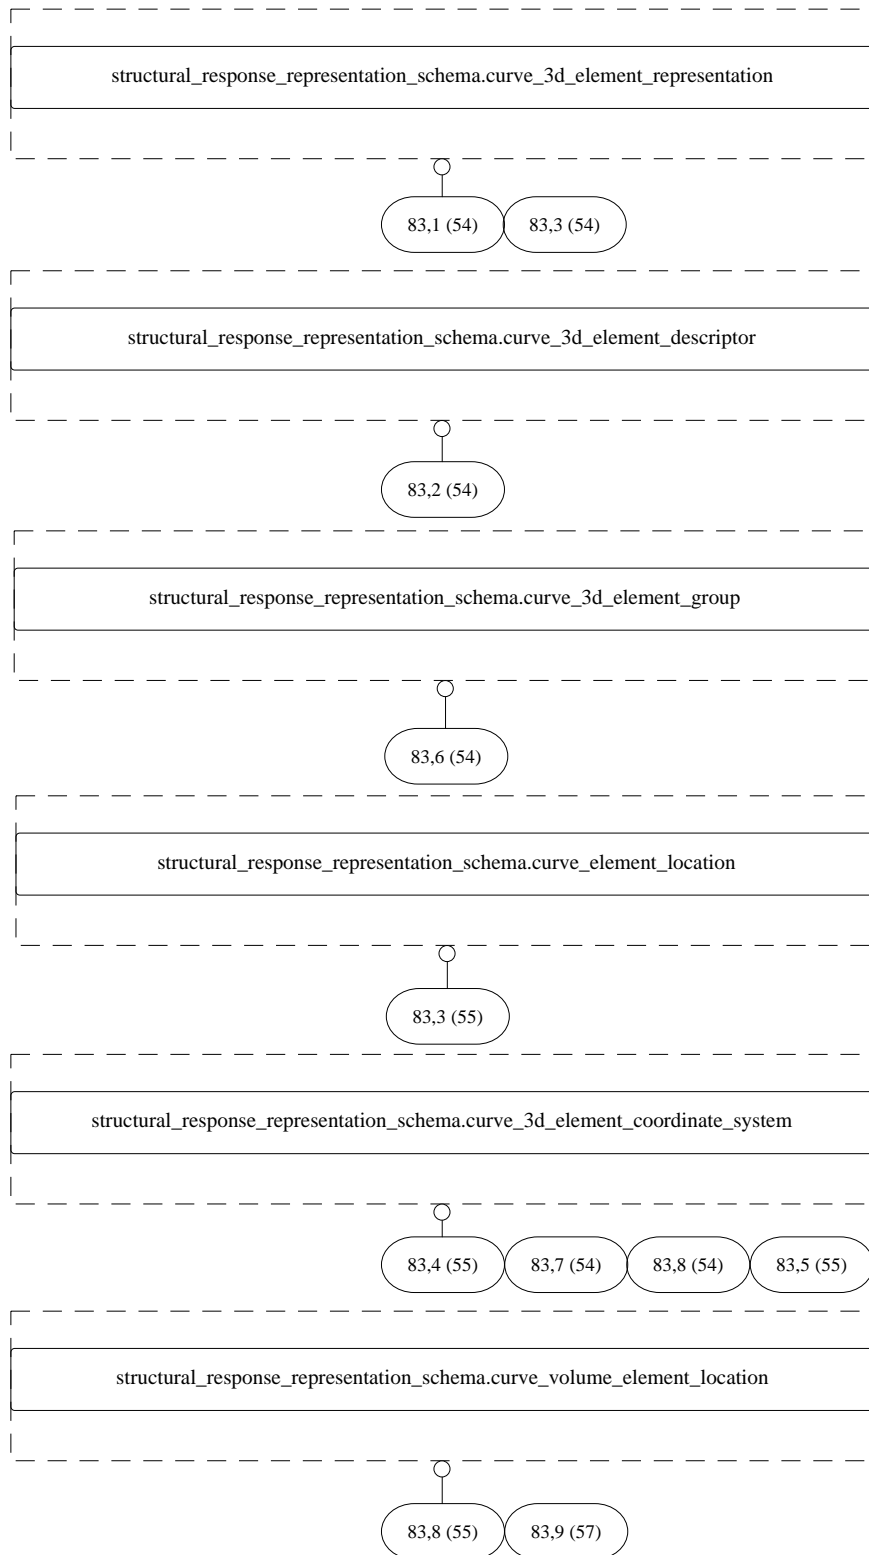 structural_response_representation_schema.curve_3d_element_representation
83,1 (54) 83,3 (54)
structural_response_representation_schema.curve_3d_element_descriptor
83,2 (54)
structural_response_representation_schema.curve_3d_element_group
83,6 (54)
structural_response_representation_schema.curve_element_location
83,3 (55)
structural_response_representation_schema.curve_3d_element_coordinate_system
83,4 (55) 83,7 (54) 83,8 (54) 83,5 (55)
structural_response_representation_schema.curve_volume_element_location
83,8 (55) 83,9 (57)